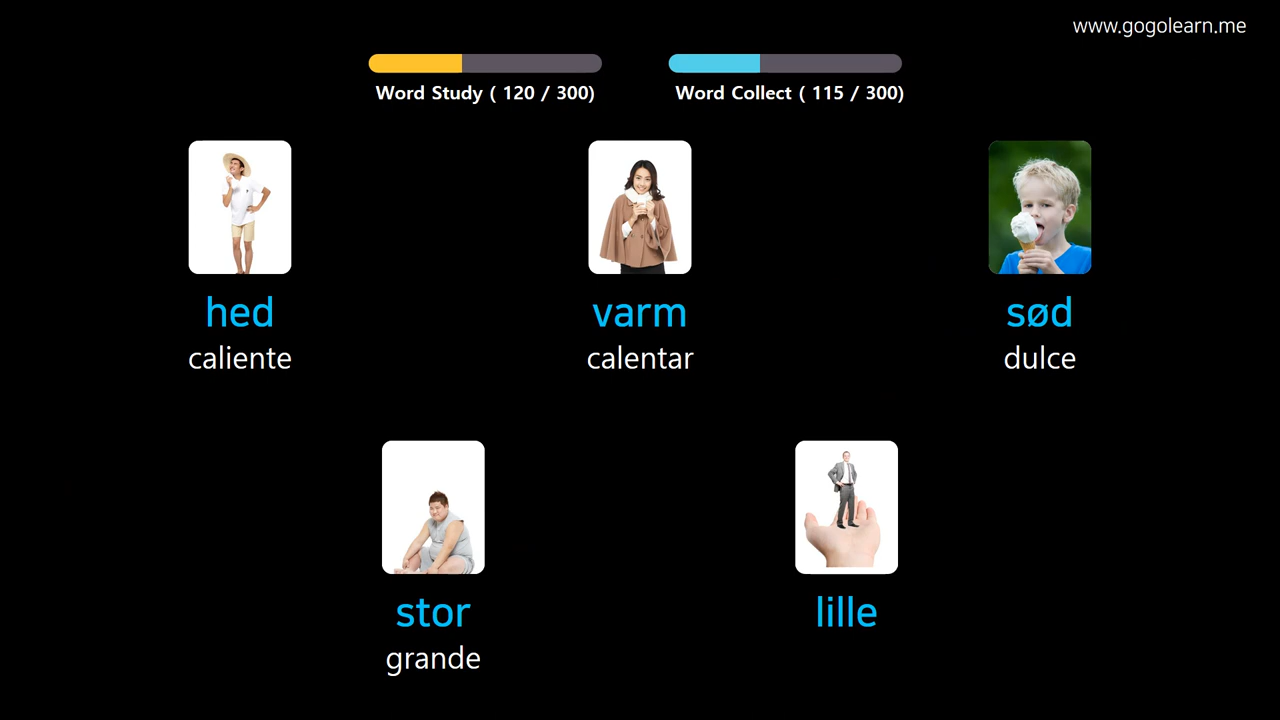 www.gogolearn.me
Word Study ( 120 / 300)
Word Collect ( 115 / 300)
hed
caliente
varm
calentar
sød
dulce
stor
grande
lille